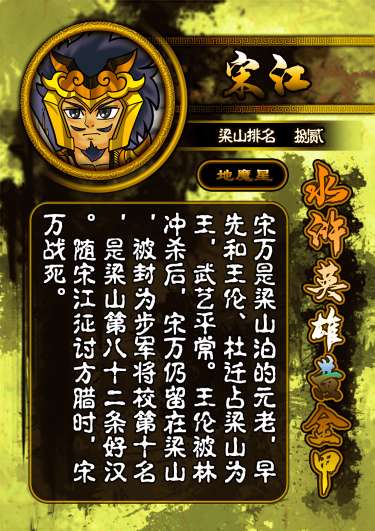 宋江
梁山排名 捌贰
地魔星
水浒英雄黄金甲
宋万是梁山泊的元老，早
先和王伦、杜迁占梁山为
王，武艺平常。王伦被林
冲杀后，宋万仍留在梁山
，被封为步军将校第十名
，是梁山第八十二条好汉
。随宋江征讨方腊时，宋
万战死。